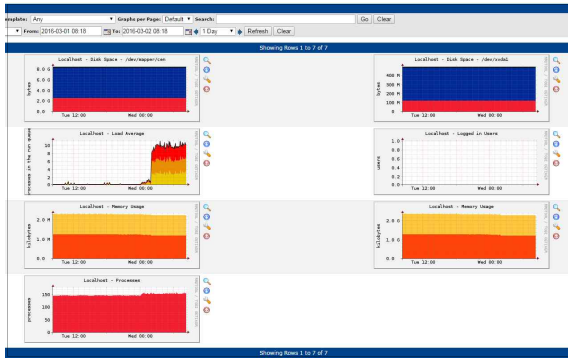 emplate: Any Graphs per Page: Default Search: Go Clear
From: 2016-03-01 08:18 To: 2016-03-02 08:18 1 Day Refresh Clear
Showing Rows 1 to 7 of 7
Localhost - Disk Space - /dev/mapper/cen
bytes
8.0 G
6.0 G
4.0 G
2.0 G
0.0
Tue 12:00 Wed 00:00
Localhost - Disk Space - /dev/xvda1
bytes
400 M
300 M
200 M
100 M
0
Tue 12:00 Wed 00:00
Localhost - Load Average
rocesses in the run queue
10
8
6
4
2
0
Tue 12:00 Wed 00:00
Localhost - Logged in Users
users
1.0
0.8
0.6
0.4
0.2
0.0
Tue 12:00 Wed 00:00
Localhost - Memory Usage
kilobytes
2.0 M
1.0 M
0.0
Tue 12:00 Wed 00:00
Localhost - Memory Usage
kilobytes
2.0 G
1.0 G
0.0
Tue 12:00 Wed 00:00
Localhost - Processes
processes
150
100
50
0
Tue 12:00 Wed 00:00
Showing Rows 1 to 7 of 7